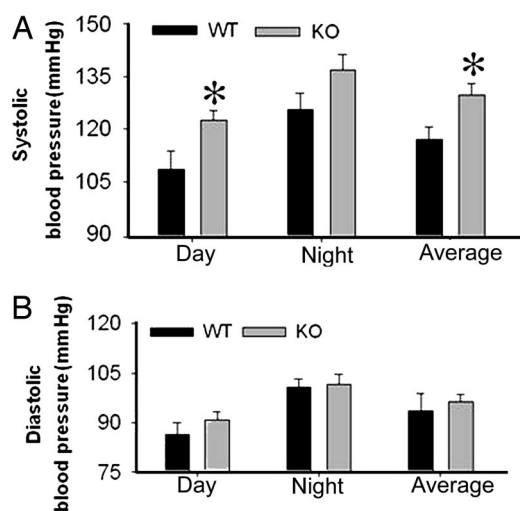 A
WT KO
Systolic
blood pressure(mmHg)
150
135
120
105
90
*
*
Day Night Average
B
WT KO
Diastolic
blood pressure(mmHg)
120
105
90
75
Day Night Average